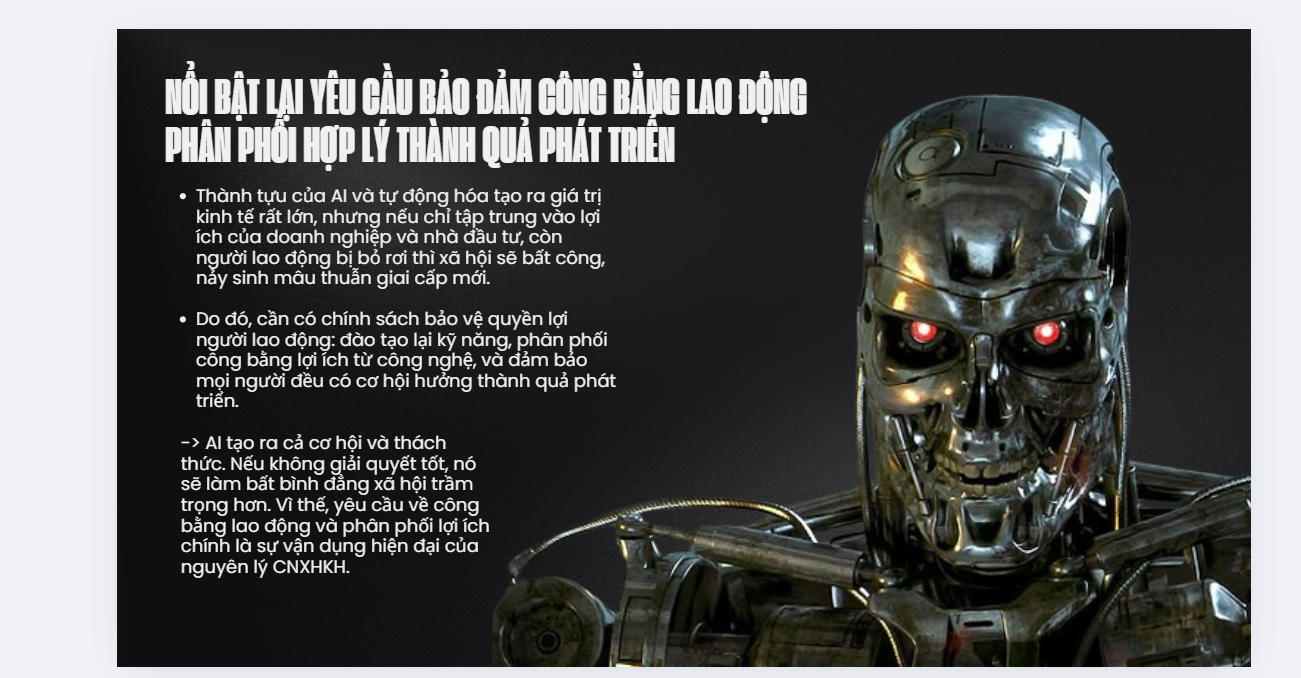 NỔI BẬT LẠI YÊU CẦU BẢO ĐẢM CÔNG BẰNG LAO ĐỘNG
PHÂN PHỐI HỢP LÝ THÀNH QUẢ PHÁT TRIỂN
• Thành tựu của AI và tự động hóa tạo ra giá trị
kinh tế rất lớn, nhưng nếu chỉ tập trung vào lợi
ích của doanh nghiệp và nhà đầu tư, còn
người lao động bị bỏ rơi thì xã hội sẽ bất công,
nảy sinh mâu thuẫn giai cấp mới.
• Do đó, cần có chính sách bảo vệ quyền lợi
người lao động: đào tạo lại kỹ năng, phân phối
công bằng lợi ích từ công nghệ, và đảm bảo
mọi người đều có cơ hội hưởng thành quả phát
triển.
-> AI tạo ra cả cơ hội và thách
thức. Nếu không giải quyết tốt, nó
sẽ làm bất bình đẳng xã hội trầm
trọng hơn. Vì thế, yêu cầu về công
bằng lao động và phân phối lợi ích
chính là sự vận dụng hiện đại của
nguyên lý CNXHKH.